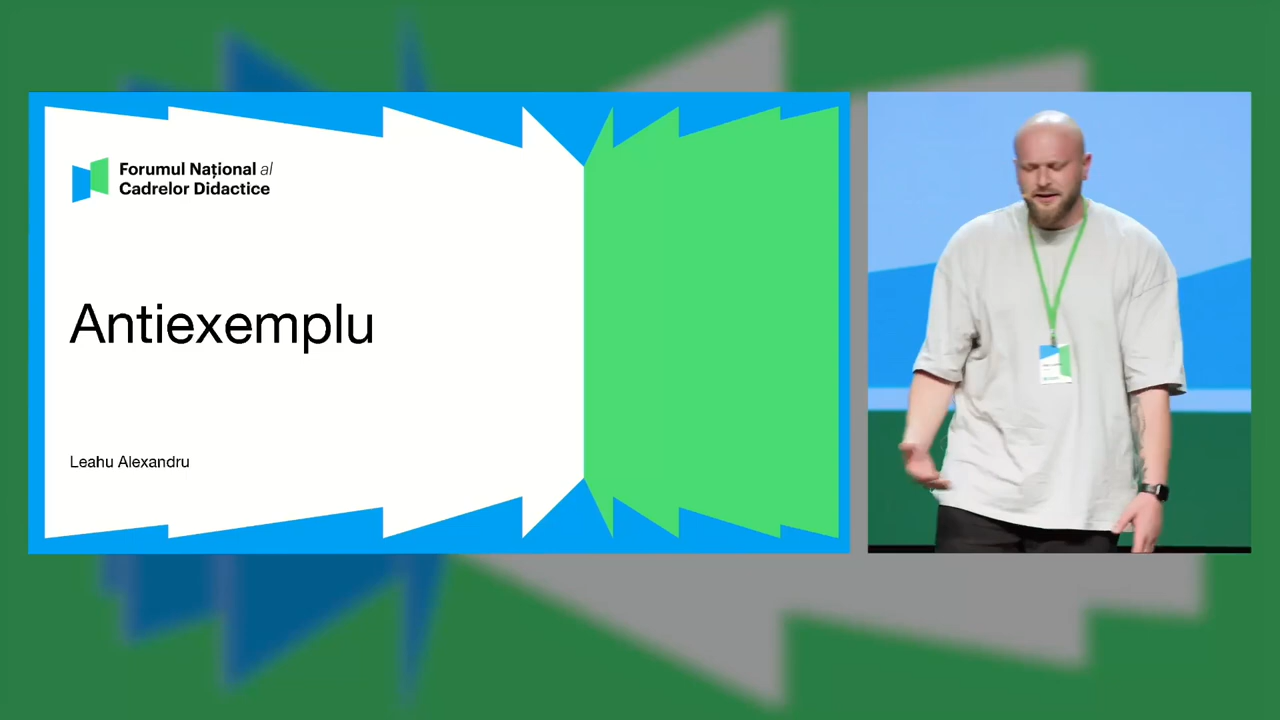 Forumul Național al
Cadrelor Didactice
Antiexemplu
Leahu Alexandru